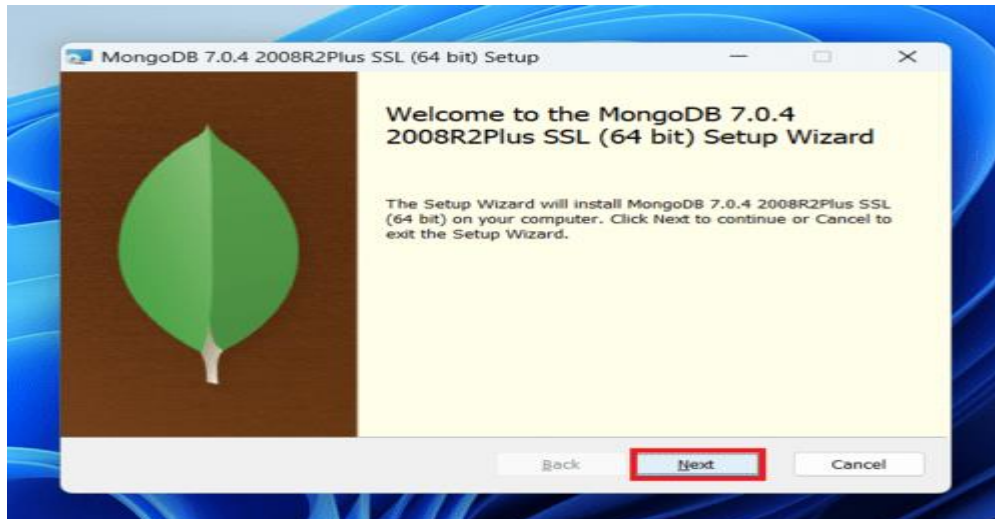 MongoDB 7.0.4 2008R2Plus SSL (64 bit) Setup
Welcome to the MongoDB 7.0.4
2008R2Plus SSL (64 bit) Setup Wizard
The Setup Wizard will install MongoDB 7.0.4 2008R2Plus SSL
(64 bit) on your computer. Click Next to continue or Cancel to
exit the Setup Wizard.
Back Next Cancel